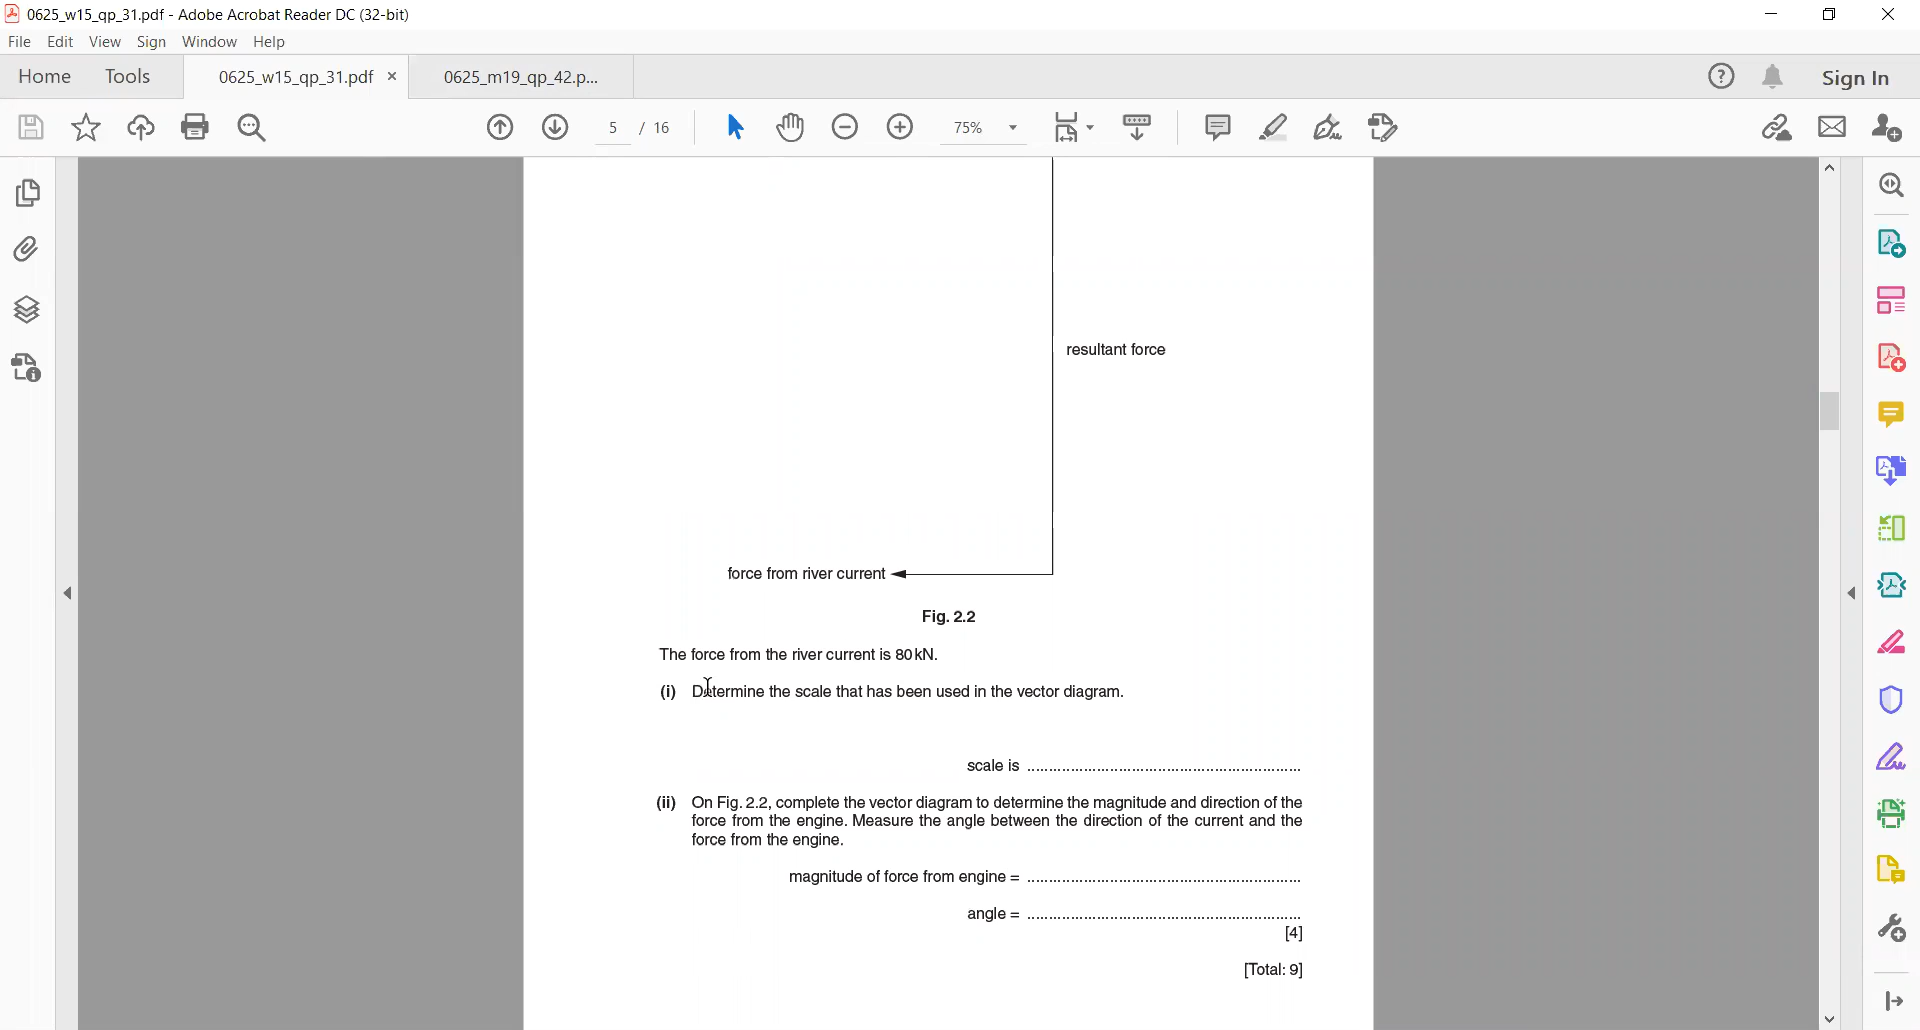 0625_w15_qp_31.pdf - Adobe Acrobat Reader DC (32-bit)
File Edit View Sign Window Help
Home Tools 0625_w15_qp_31.pdf × 0625_m19_qp_42.p... Sign In
5 / 16 75%
resultant force
force from river current
Fig. 2.2
The force from the river current is 80 kN.
(i) Determine the scale that has been used in the vector diagram.
scale is ..............................................................
(ii) On Fig. 2.2, complete the vector diagram to determine the magnitude and direction of the
force from the engine. Measure the angle between the direction of the current and the
force from the engine.
magnitude of force from engine = ..............................................................
angle = ..............................................................
[4]
[Total: 9]